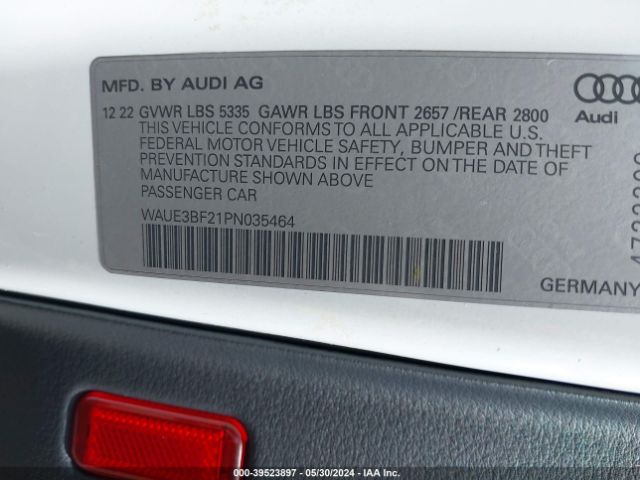 MFD. BY AUDI AG
Audi
12 22 GVWR LBS 5335 GAWR LBS FRONT 2657 /REAR 2800
THIS VEHICLE CONFORMS TO ALL APPLICABLE U.S.
FEDERAL MOTOR VEHICLE SAFETY, BUMPER AND THEFT
PREVENTION STANDARDS IN EFFECT ON THE DATE OF
MANUFACTURE SHOWN ABOVE
PASSENGER CAR
WAUE3BF21PN035464
GERMANY
IAA - 39523897 - 05/30/2024 - IAA Inc.